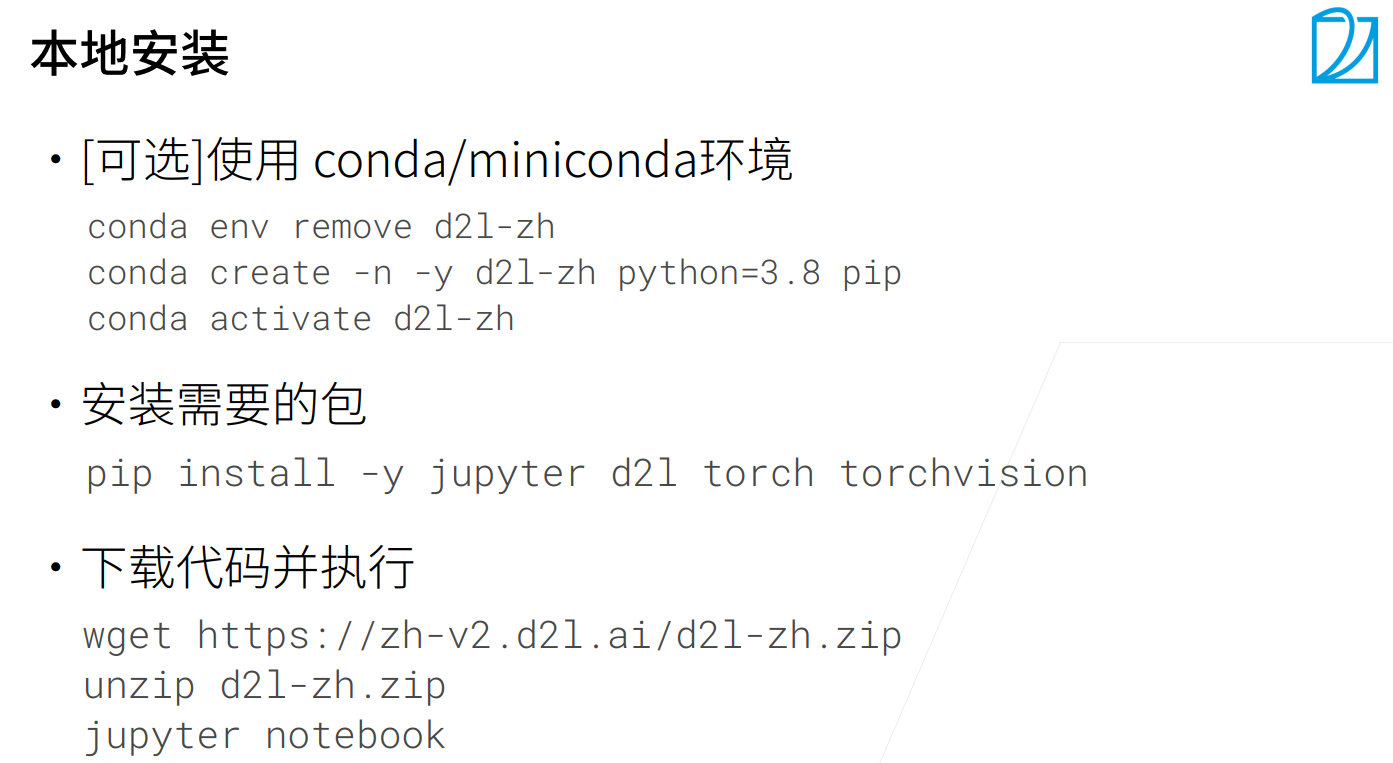 本地安装
• [可选]使用 conda/miniconda环境
conda env remove d2l-zh
conda create -n -y d2l-zh python=3.8 pip
conda activate d2l-zh
• 安装需要的包
pip install -y jupyter d2l torch torchvision
• 下载代码并执行
wget https://zh-v2.d2l.ai/d2l-zh.zip
unzip d2l-zh.zip
jupyter notebook